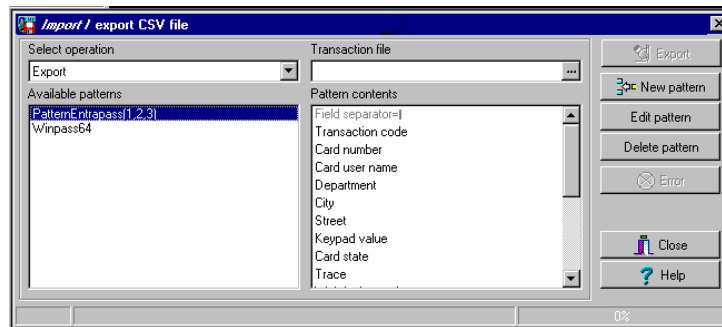 Import / export CSV file
Select operation
Transaction file
Export
...
Available patterns
Pattern contents
PatternEntrapass(1,2,3)
Winpass64
Field separator=|
Transaction code
Card number
Card user name
Department
City
Street
Keypad value
Card state
Trace
Export
New pattern
Edit pattern
Delete pattern
Error
Close
Help
0%